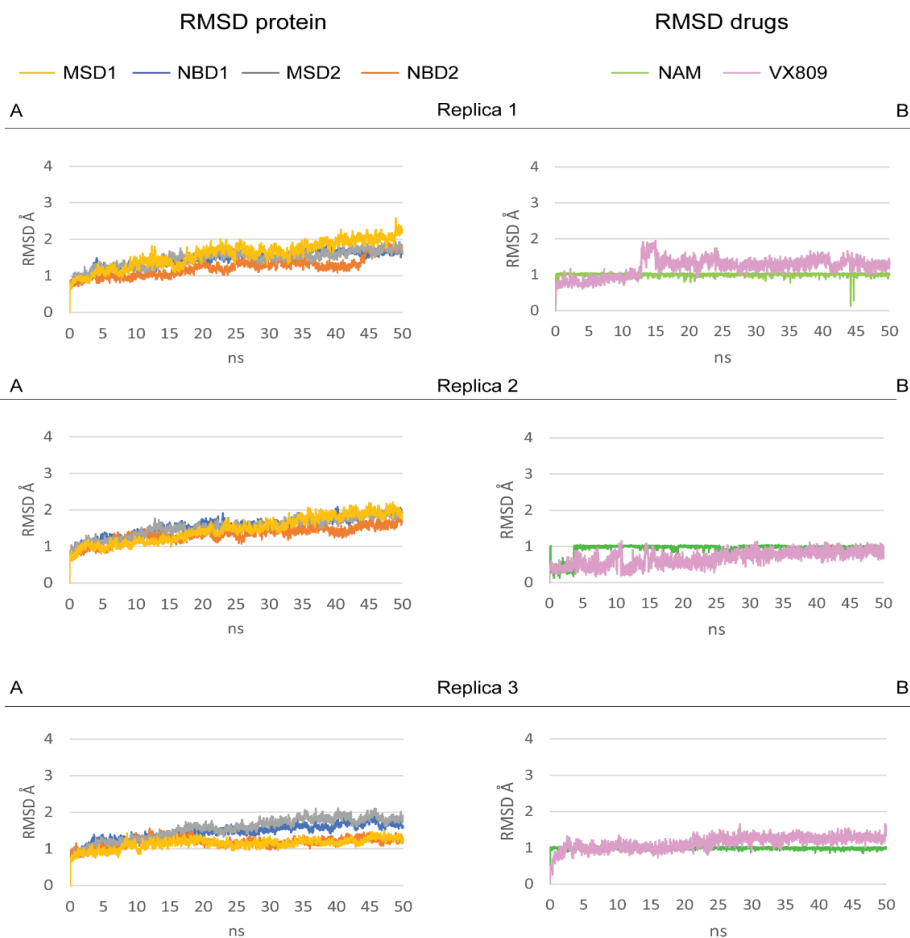 RMSD protein RMSD drugs
MSD1 NBD1 MSD2 NBD2 NAM VX809
A Replica 1 B
4
3
2
1
0
RMSD Å
0 5 10 15 20 25 30 35 40 45 50
ns
4
3
2
1
0
RMSD Å
0 5 10 15 20 25 30 35 40 45 50
ns
A Replica 2 B
4
3
2
1
0
RMSD Å
0 5 10 15 20 25 30 35 40 45 50
ns
4
3
2
1
0
RMSD Å
0 5 10 15 20 25 30 35 40 45 50
ns
A Replica 3 B
4
3
2
1
0
RMSD Å
0 5 10 15 20 25 30 35 40 45 50
ns
4
3
2
1
0
RMSD Å
0 5 10 15 20 25 30 35 40 45 50
ns